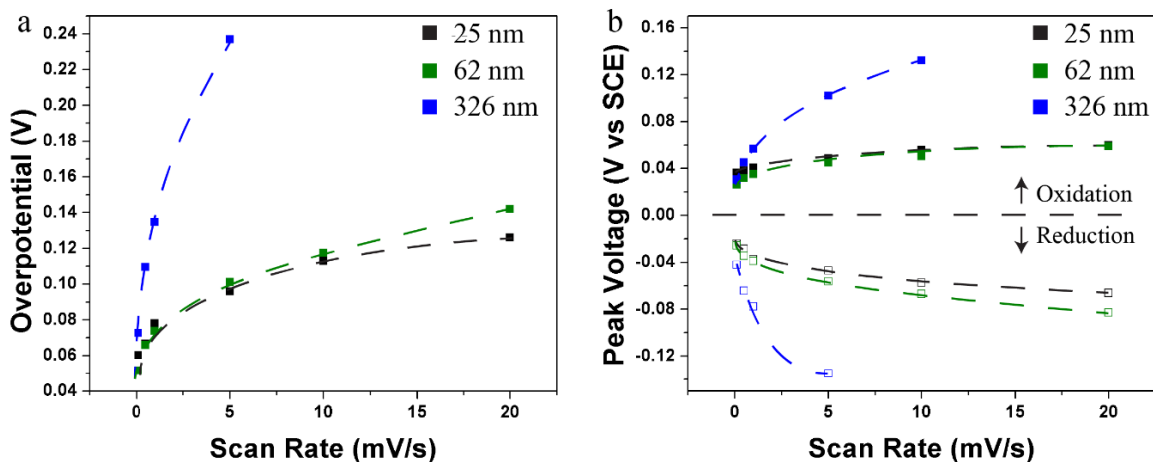 a
0.24
0.22
0.20
0.18
0.16
0.14
0.12
0.10
0.08
0.06
0.04
Overpotential (V)
25 nm
62 nm
326 nm
0
5
10
15
20
Scan Rate (mV/s)
b
0.16
0.12
0.08
0.04
0.00
-0.04
-0.08
-0.12
Peak Voltage (V vs SCE)
25 nm
62 nm
326 nm
Oxidation
Reduction
0
5
10
15
20
Scan Rate (mV/s)